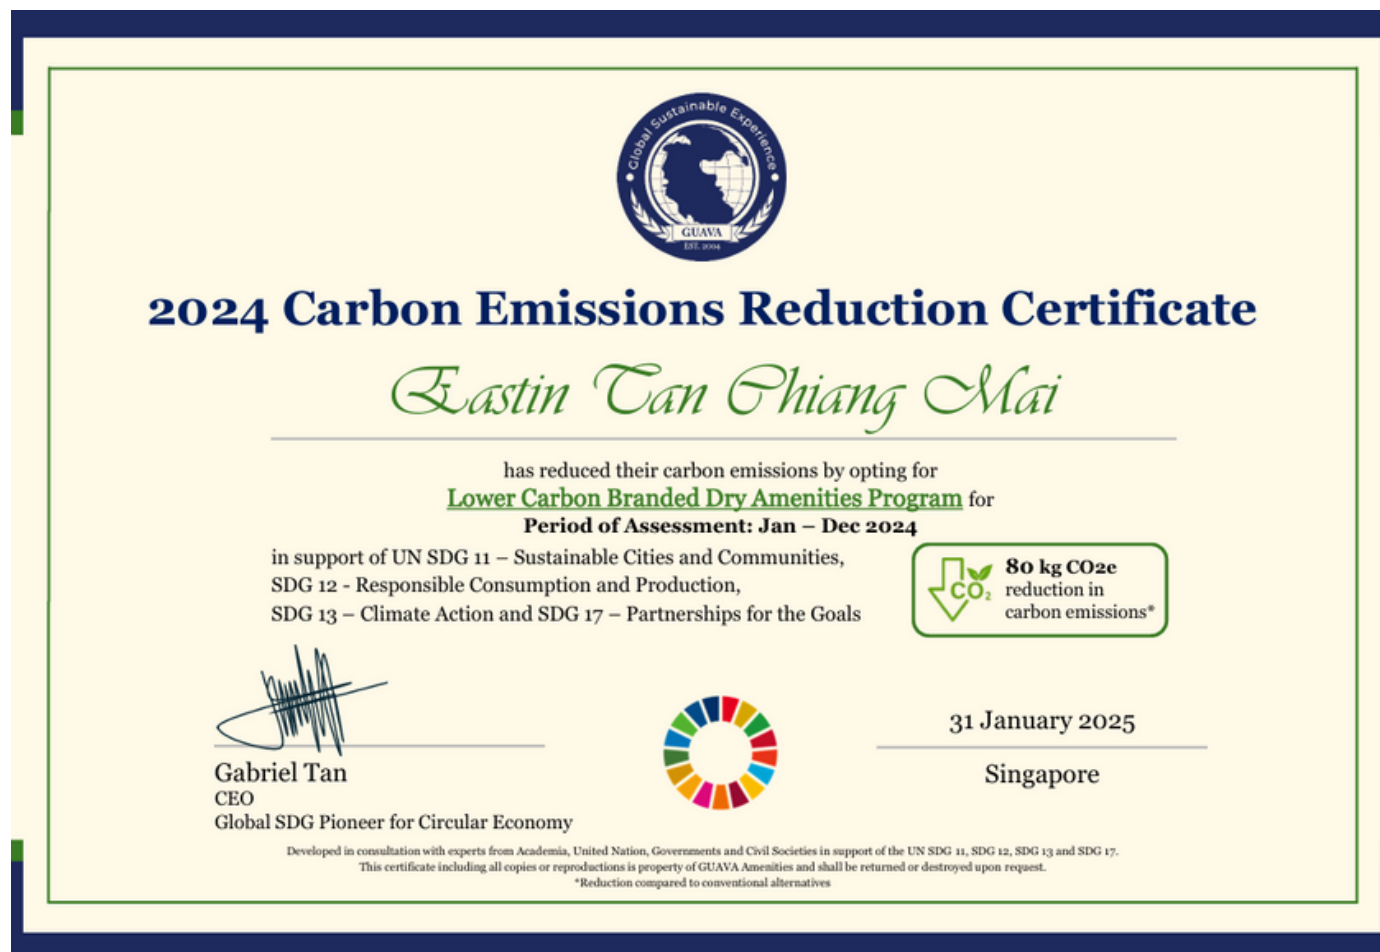 Global Sustainable Experience
GUAVA
EST. 2004
2024 Carbon Emissions Reduction Certificate
Eastin Tan Chiang Mai
has reduced their carbon emissions by opting for
Lower Carbon Branded Dry Amenities Program for
Period of Assessment: Jan – Dec 2024
in support of UN SDG 11 – Sustainable Cities and Communities,
SDG 12 - Responsible Consumption and Production,
SDG 13 – Climate Action and SDG 17 – Partnerships for the Goals
CO₂
80 kg CO2e
reduction in
carbon emissions*
Gabriel Tan
CEO
Global SDG Pioneer for Circular Economy
31 January 2025
Singapore
Developed in consultation with experts from Academia, United Nation, Governments and Civil Societies in support of the UN SDG 11, SDG 12, SDG 13 and SDG 17.
This certificate including all copies or reproductions is property of GUAVA Amenities and shall be returned or destroyed upon request.
*Reduction compared to conventional alternatives